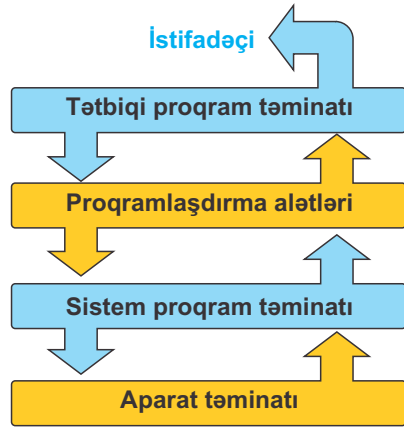 İstifadəçi
Tətbiqi proqram təminatı
Proqramlaşdırma alətləri
Sistem proqram təminatı
Aparat təminatı